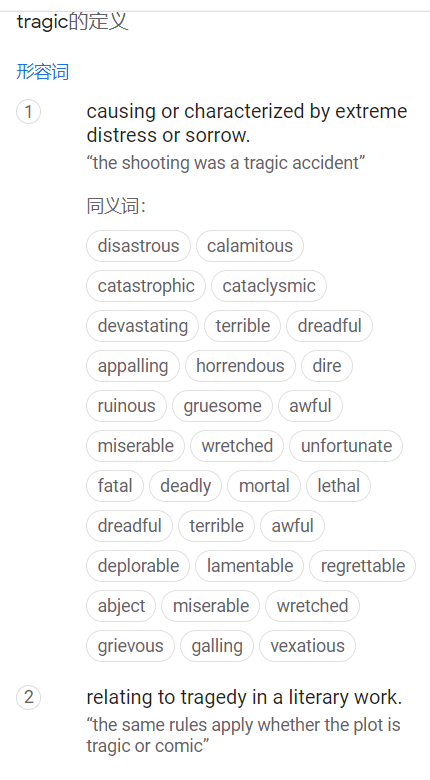 tragic的定义
形容词
1 causing or characterized by extreme
distress or sorrow.
“the shooting was a tragic accident”
同义词：
disastrous calamitous
catastrophic cataclysmic
devastating terrible dreadful
appalling horrendous dire
ruinous gruesome awful
miserable wretched unfortunate
fatal deadly mortal lethal
dreadful terrible awful
deplorable lamentable regrettable
abject miserable wretched
grievous galling vexatious
2 relating to tragedy in a literary work.
“the same rules apply whether the plot is
tragic or comic”